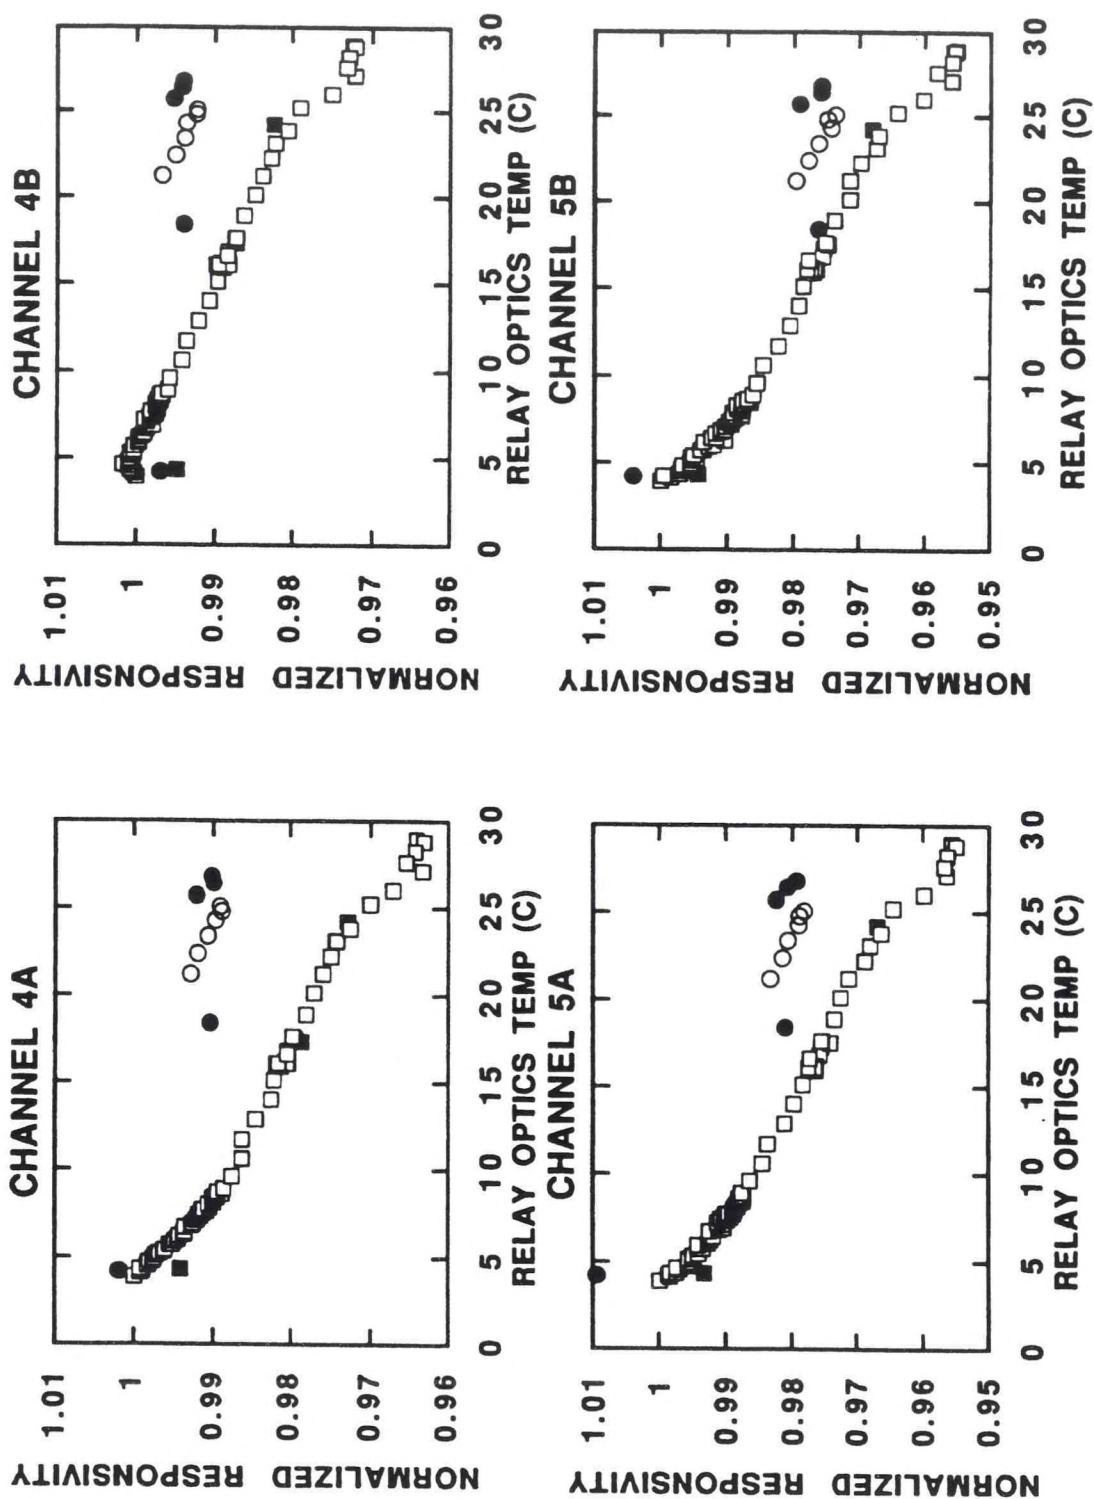 CHANNEL 4A
NORMALIZED RESPONSIVITY
1.01
1
0.99
0.98
0.97
0.96
0 5 10 15 20 25 30
RELAY OPTICS TEMP (C)
CHANNEL 4B
NORMALIZED RESPONSIVITY
1.01
1
0.99
0.98
0.97
0.96
0 5 10 15 20 25 30
RELAY OPTICS TEMP (C)
CHANNEL 5A
NORMALIZED RESPONSIVITY
1.01
1
0.99
0.98
0.97
0.96
0.95
0 5 10 15 20 25 30
RELAY OPTICS TEMP (C)
CHANNEL 5B
NORMALIZED RESPONSIVITY
1.01
1
0.99
0.98
0.97
0.96
0.95
0 5 10 15 20 25 30
RELAY OPTICS TEMP (C)